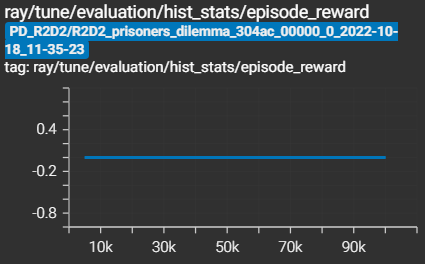 ray/tune/evaluation/hist_stats/episode_reward
PD_R2D2/R2D2_prisoners_dilemma_304ac_00000_0_2022-10-
18_11-35-23
tag: ray/tune/evaluation/hist_stats/episode_reward
0.4
-0.2
-0.8
10k 30k 50k 70k 90k